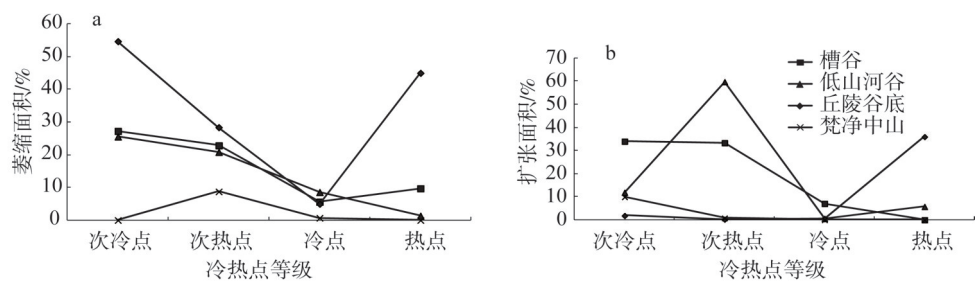 a
萎缩面积/%
60
50
40
30
20
10
0
次冷点 次热点 冷点 热点
冷热点等级
b
扩张面积/%
70
60
50
40
30
20
10
0
槽谷
低山河谷
丘陵谷底
梵净中山
次冷点 次热点 冷点 热点
冷热点等级